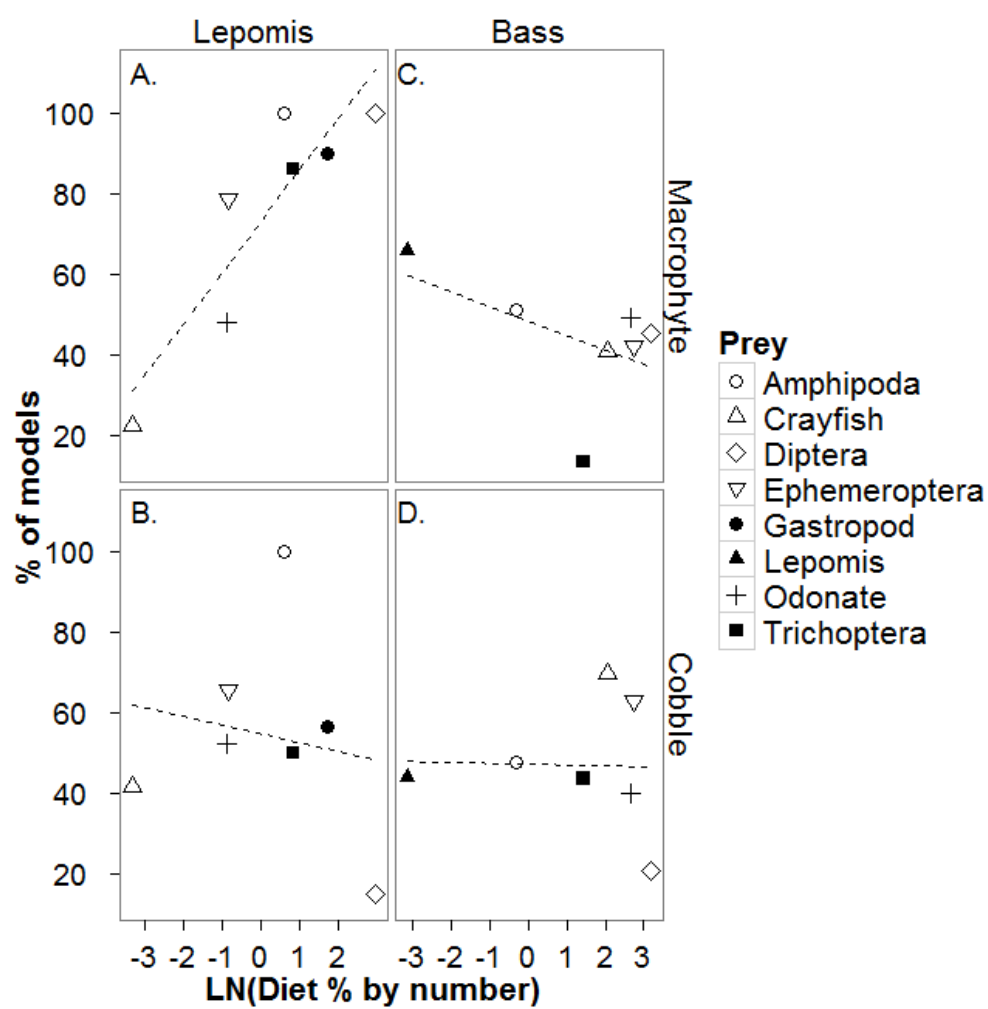 Lepomis
Bass
A.
C.
100
80
60
40
20
Macrophyte
B.
D.
100
80
60
40
20
Cobble
% of models
-3 -2 -1 0 1 2
-3 -2 -1 0 1 2 3
LN(Diet % by number)
Prey
Amphipoda
Crayfish
Diptera
Ephemeroptera
Gastropod
Lepomis
Odonate
Trichoptera